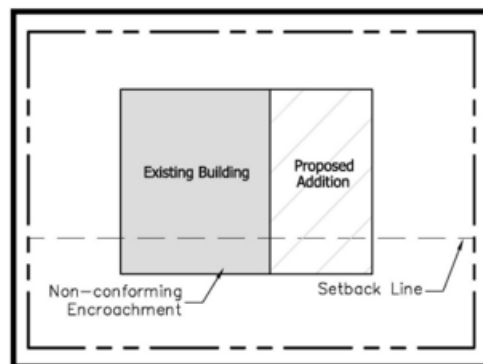 Existing Building
Proposed
Addition
Non-conforming
Encroachment
Setback Line